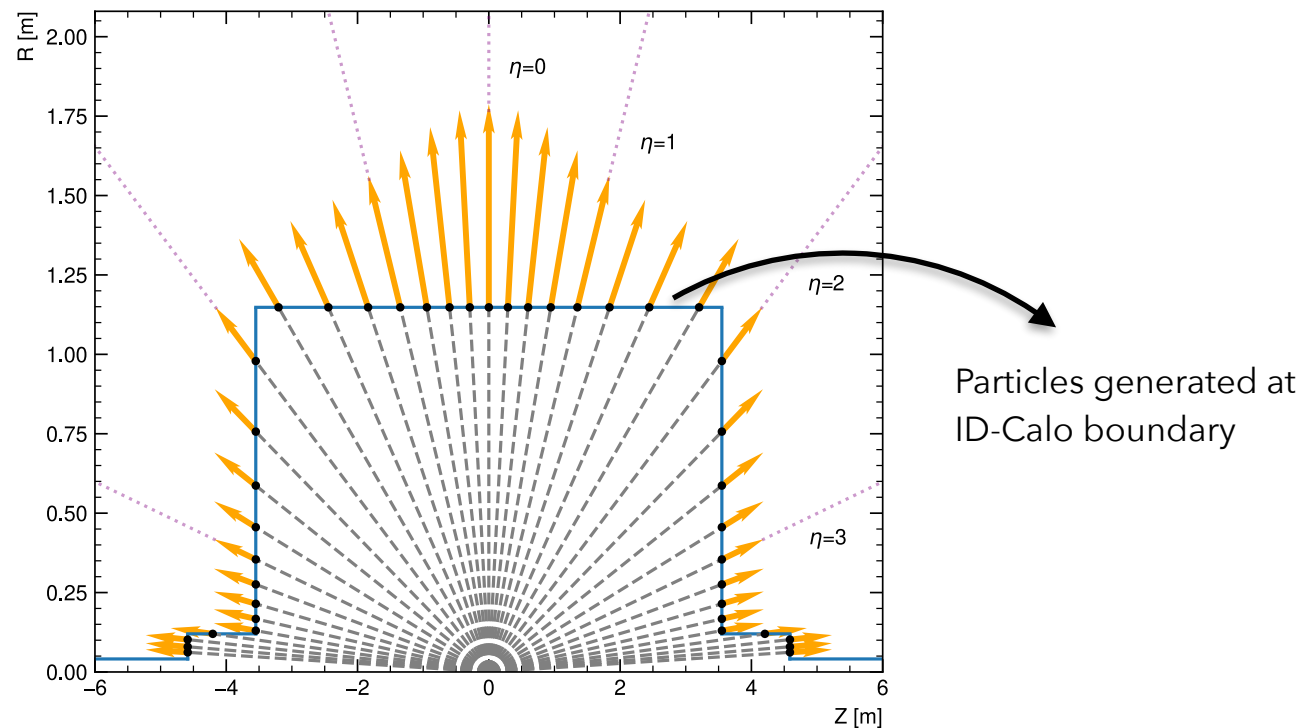 R [m]
2.00
1.75
1.50
1.25
1.00
0.75
0.50
0.25
0.00
η=0
η=1
η=2
η=3
−6
−4
−2
0
2
4
6
Z [m]
Particles generated at
ID-Calo boundary